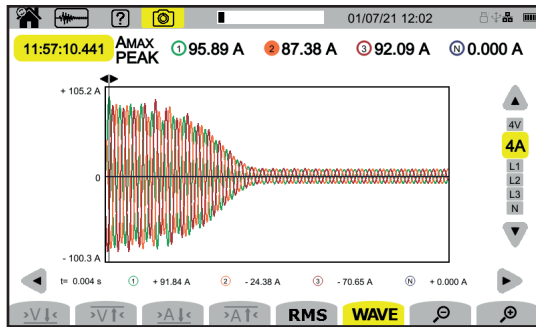 ? 01/07/21 12:02
11:57:10.441 AMAX PEAK 1 95.89 A 2 87.38 A 3 92.09 A N 0.000 A
+ 105.2 A
0
- 100.3 A
4V
4A
L1
L2
L3
N
t= 0.004 s 1 + 91.84 A 2 - 24.38 A 3 - 70.65 A N + 0.000 A
>V↓< >V↑< >A↓< >A↑< RMS WAVE